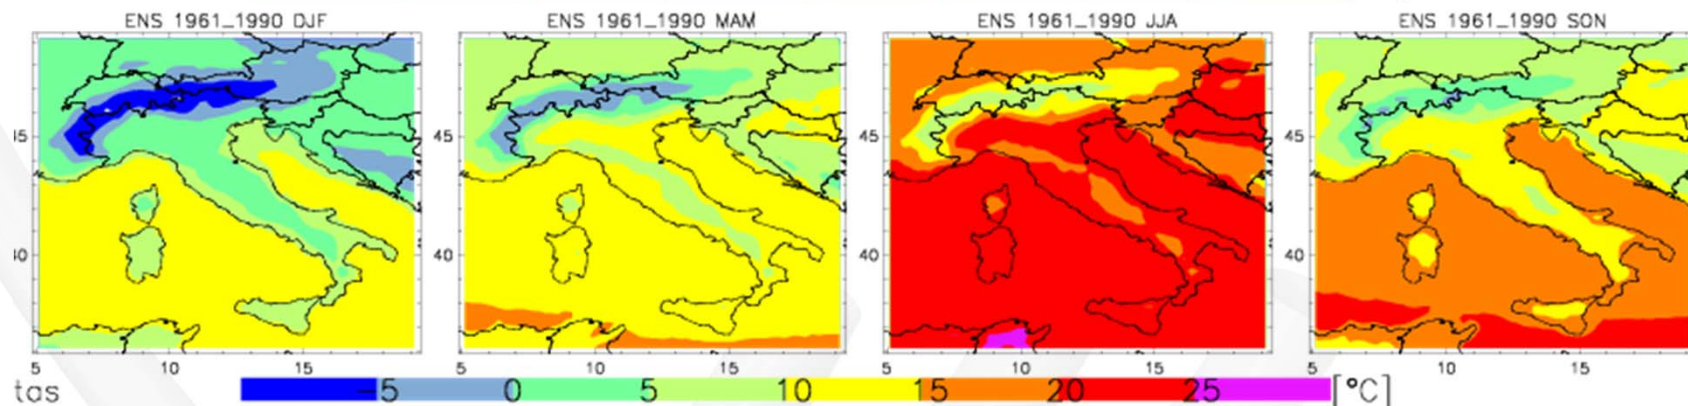 ENS 1961_1990 DJF
ENS 1961_1990 MAM
ENS 1961_1990 JJA
ENS 1961_1990 SON
45 45 45 45
40 40 40 40
5 10 15 5 10 15 5 10 15 5 10 15
tas -5 0 5 10 15 20 25 [°C]